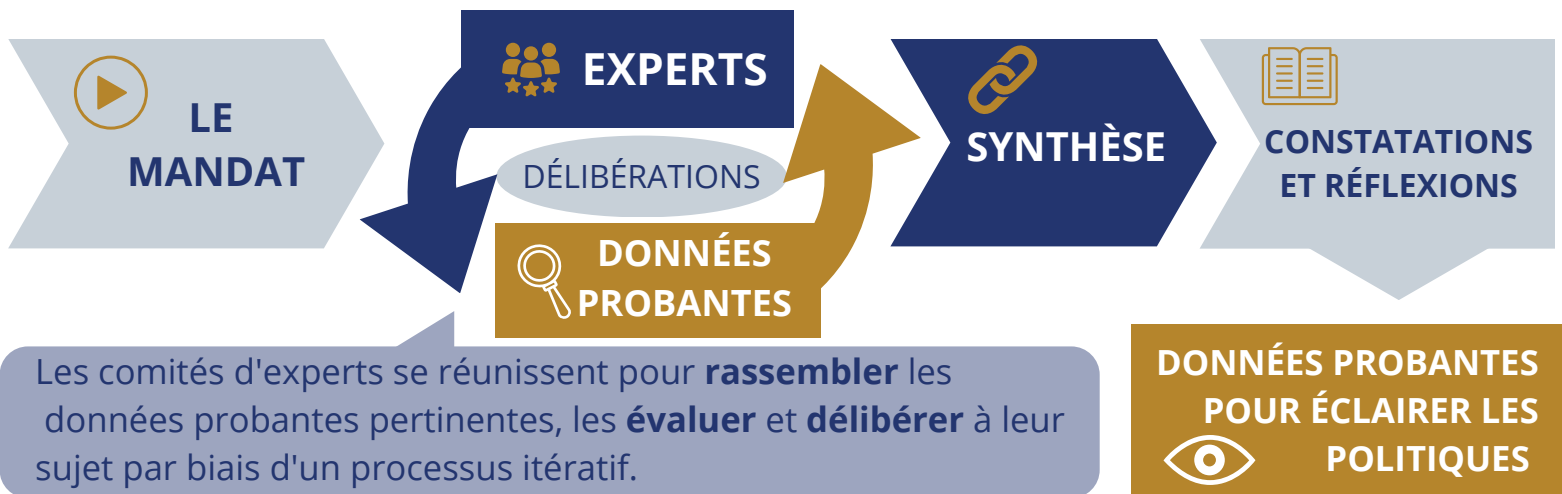 LE
MANDAT
EXPERTS
DÉLIBÉRATIONS
DONNÉES
PROBANTES
SYNTHÈSE
CONSTATATIONS
ET RÉFLEXIONS
Les comités d'experts se réunissent pour rassembler les
données probantes pertinentes, les évaluer et délibérer à leur
sujet par biais d'un processus itératif.
DONNÉES PROBANTES
POUR ÉCLAIRER LES
POLITIQUES